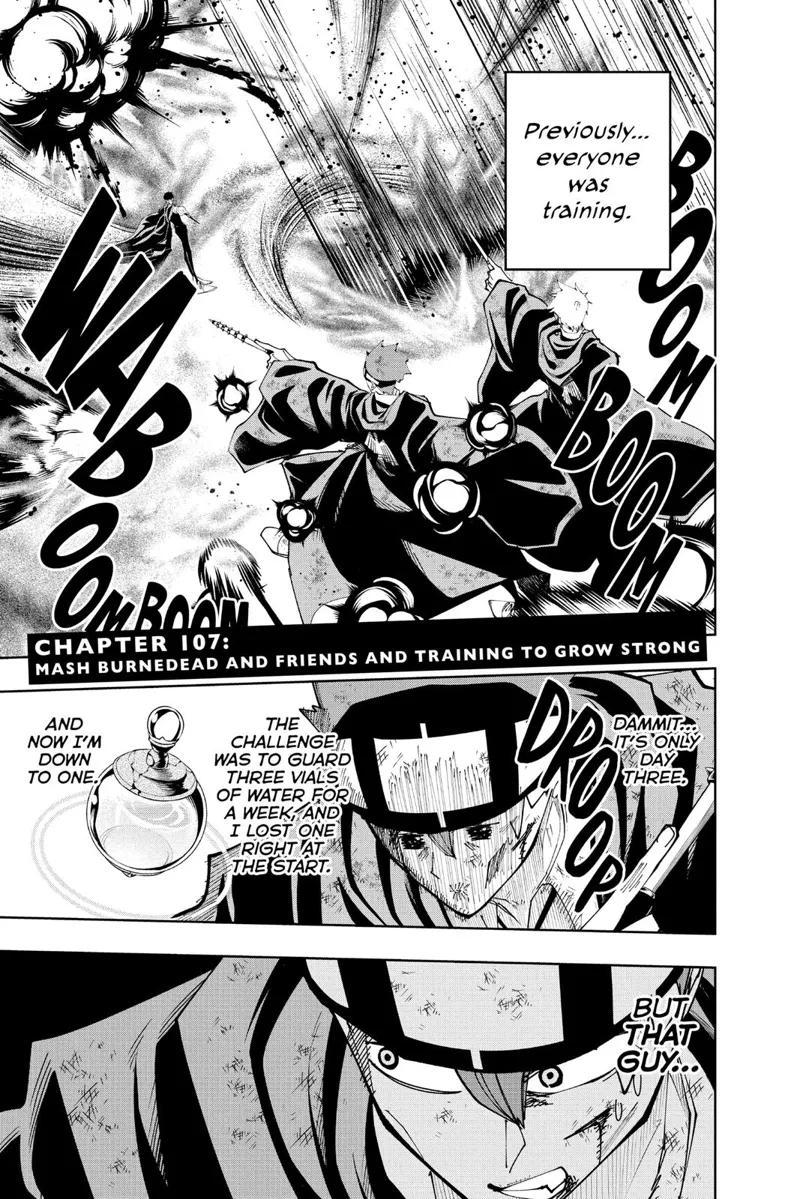 Previously...
everyone
was
training.
BOOM
BOOM!
WABOOM
BOOM
CHAPTER 107:
MASH BURNEDEAD AND FRIENDS AND TRAINING TO GROW STRONG
DAMMIT...
IT'S ONLY
DAY
THREE.
DROOP
THE
CHALLENGE
WAS TO GUARD
THREE VIALS
OF WATER FOR
A WEEK, AND
I LOST ONE
RIGHT AT
THE START.
AND
NOW I'M
DOWN
TO ONE.
BUT
THAT
GUY...